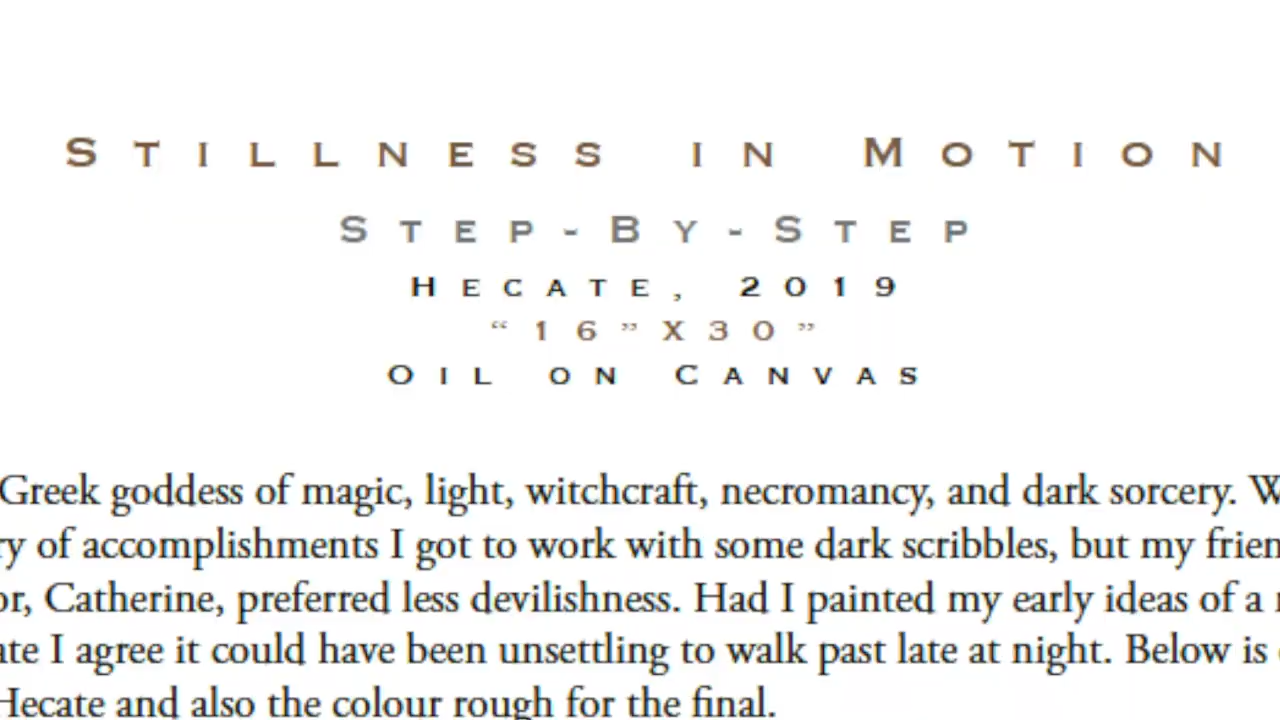 Stillness in Motion
Step-By-Step
Hecate, 2019
“16”x30”
Oil on Canvas
Greek goddess of magic, light, witchcraft, necromancy, and dark sorcery.
of accomplishments I got to work with some dark scribbles, but my
Catherine, preferred less devilishness. Had I painted my early ideas of a
I agree it could have been unsettling to walk past late at night. Below is
Hecate and also the colour rough for the final.